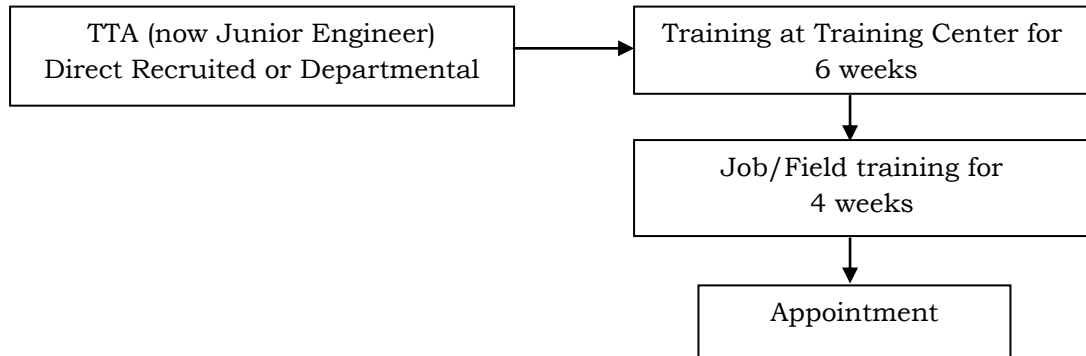 TTA (now Junior Engineer)
Direct Recruited or Departmental
Training at Training Center for
6 weeks
Job/Field training for
4 weeks
Appointment